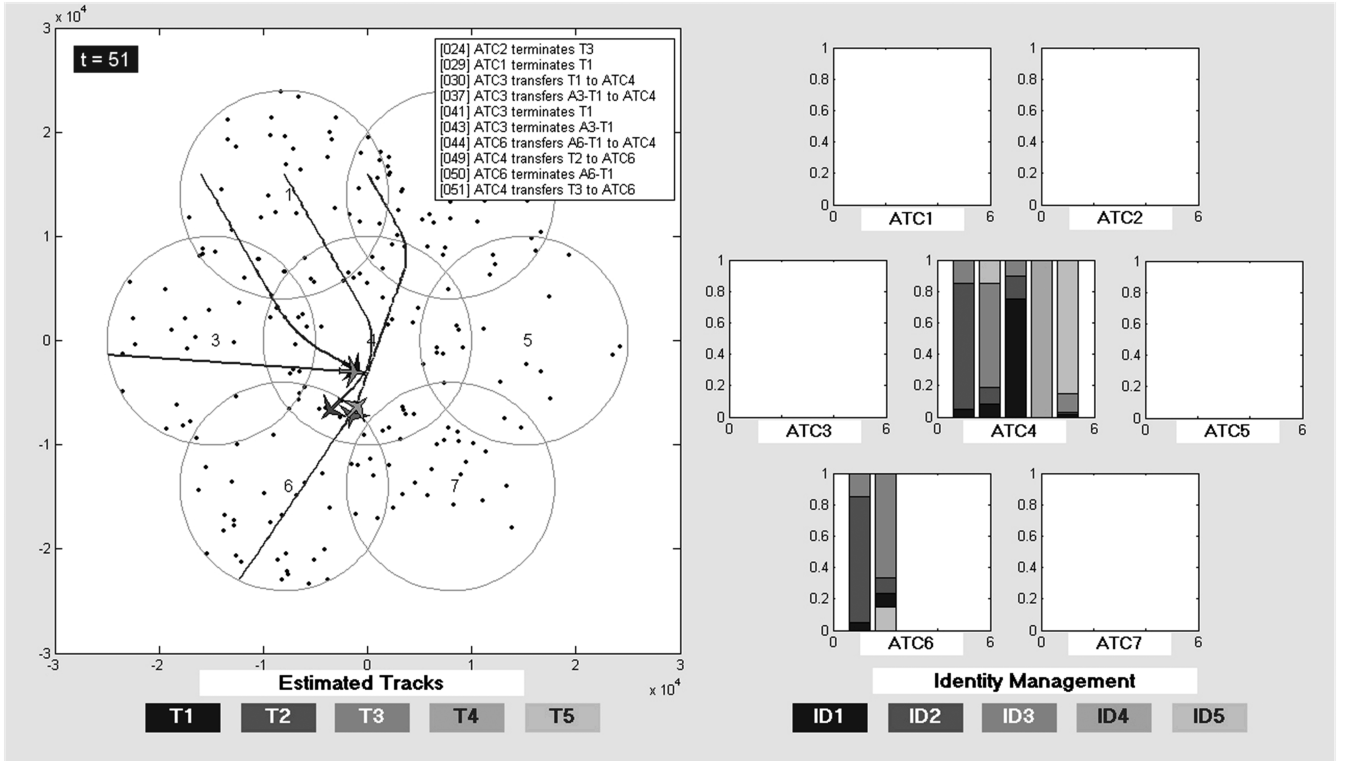 x 10^4
t = 51
[024] ATC2 terminates T3
[029] ATC1 terminates T1
[030] ATC3 transfers T1 to ATC4
[037] ATC3 transfers A3-T1 to ATC4
[041] ATC3 terminates T1
[043] ATC3 terminates A3-T1
[044] ATC6 transfers A6-T1 to ATC4
[049] ATC4 transfers T2 to ATC6
[050] ATC6 terminates A6-T1
[051] ATC4 transfers T3 to ATC6
3
2
1
0
-1
-2
-3
-3 -2 -1 0 1 2 3
x 10^4
1
3 4 5
6 7
Estimated Tracks
T1 T2 T3 T4 T5
1
0.8
0.6
0.4
0.2
0
0 6
ATC1
1
0.8
0.6
0.4
0.2
0
0 6
ATC2
1
0.8
0.6
0.4
0.2
0
0 6
ATC3
1
0.8
0.6
0.4
0.2
0
0 6
ATC4
1
0.8
0.6
0.4
0.2
0
0 6
ATC5
1
0.8
0.6
0.4
0.2
0
0 6
ATC6
1
0.8
0.6
0.4
0.2
0
0 6
ATC7
Identity Management
ID1 ID2 ID3 ID4 ID5